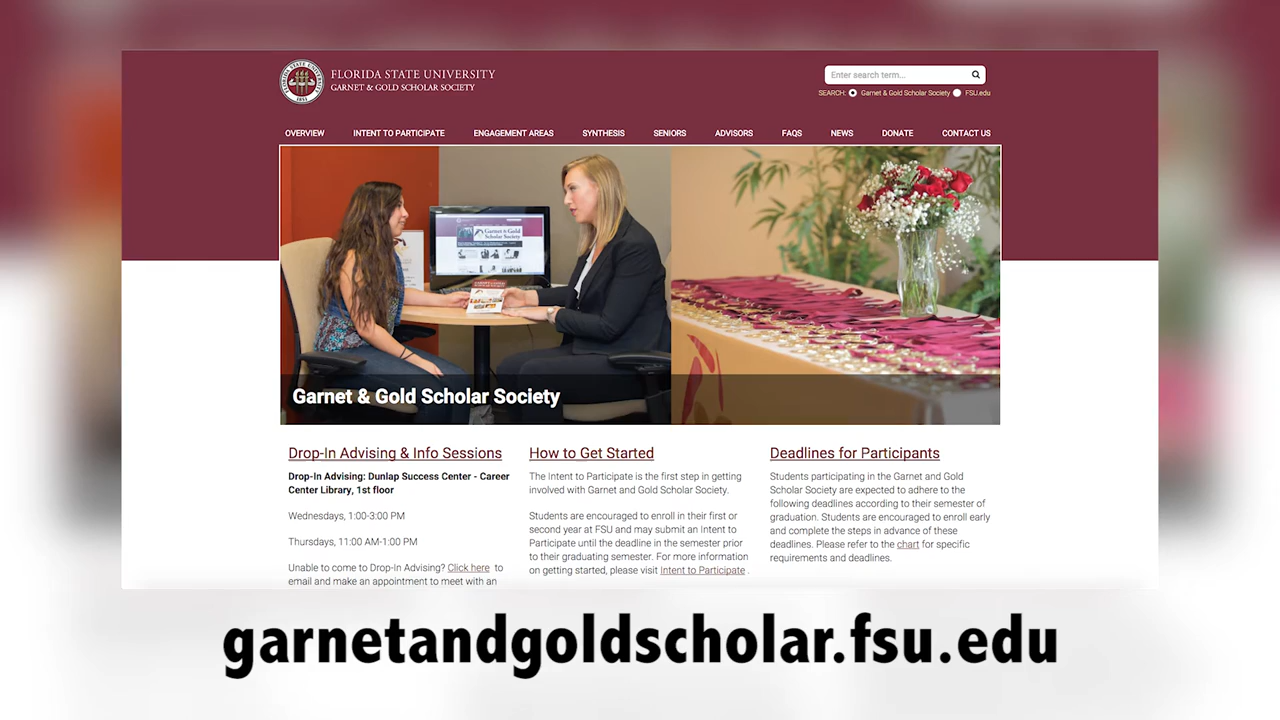 FLORIDA STATE UNIVERSITY
GARNET & GOLD SCHOLAR SOCIETY
Enter search term...
SEARCH: Garnet & Gold Scholar Society FSU.edu
OVERVIEW INTENT TO PARTICIPATE ENGAGEMENT AREAS SYNTHESIS SENIORS ADVISORS FAQS NEWS DONATE CONTACT US
Garnet & Gold
Scholar Society
Garnet & Gold Scholar Society
Drop-In Advising & Info Sessions
Drop-In Advising: Dunlap Success Center - Career
Center Library, 1st floor
Wednesdays, 1:00-3:00 PM
Thursdays, 11:00 AM-1:00 PM
Unable to come to Drop-In Advising? Click here to
email and make an appointment to meet with an
How to Get Started
The Intent to Participate is the first step in getting
involved with Garnet and Gold Scholar Society.
Students are encouraged to enroll in their first or
second year at FSU and may submit an Intent to
Participate until the deadline in the semester prior
to their graduating semester. For more information
on getting started, please visit Intent to Participate .
Deadlines for Participants
Students participating in the Garnet and Gold
Scholar Society are expected to adhere to the
following deadlines according to their semester of
graduation. Students are encouraged to enroll early
and complete the steps in advance of these
deadlines. Please refer to the chart for specific
requirements and deadlines.
garnetandgoldscholar.fsu.edu